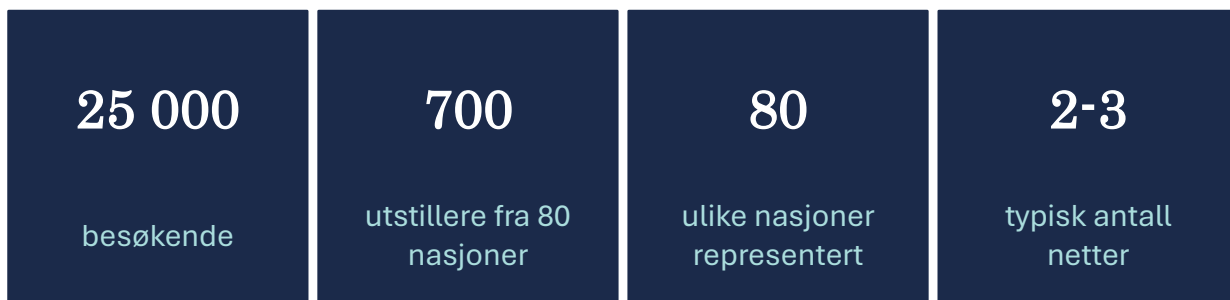 25 000
besøkende
700
utstillere fra 80
nasjoner
80
ulike nasjoner
representert
2-3
typisk antall
netter